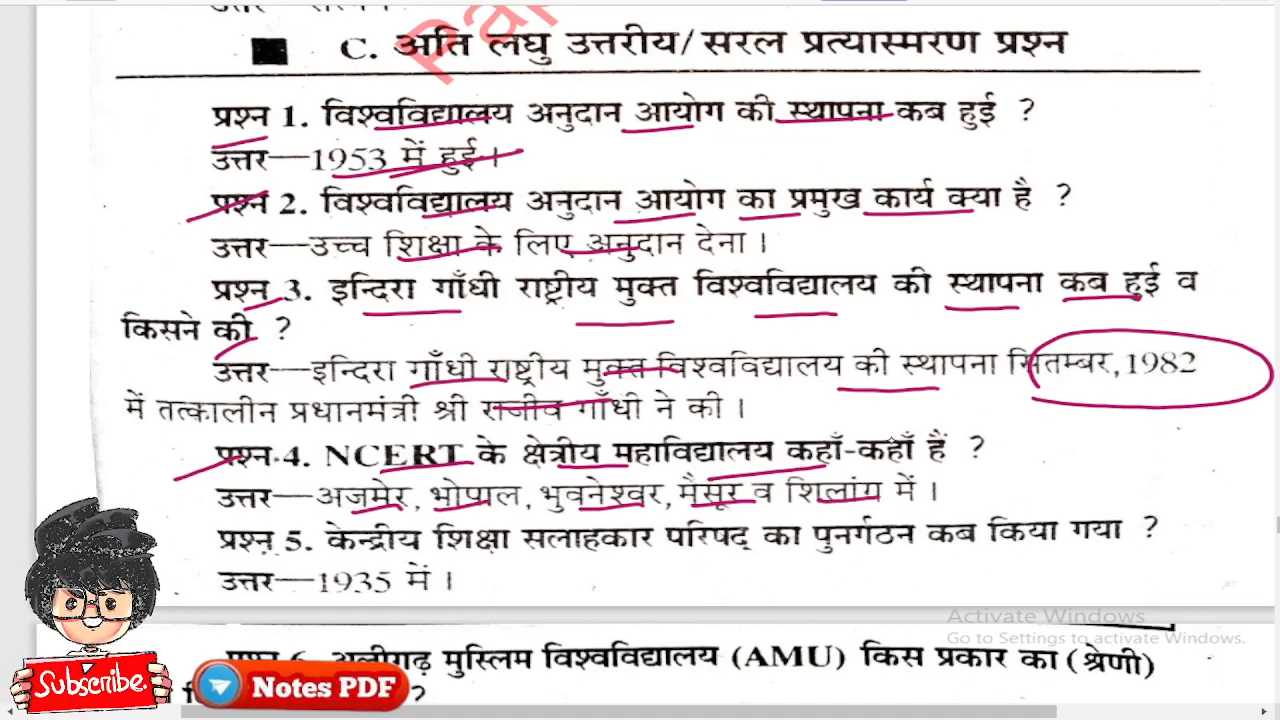 C. अति लघु उत्तरीय/सरल प्रत्यास्मरण प्रश्न
प्रश्न 1. विश्वविद्यालय अनुदान आयोग की स्थापना कब हुई ?
उत्तर—1953 में हुई।
प्रश्न 2. विश्वविद्यालय अनुदान आयोग का प्रमुख कार्य क्या है ?
उत्तर—उच्च शिक्षा के लिए अनुदान देना।
प्रश्न 3. इन्दिरा गाँधी राष्ट्रीय मुक्त विश्वविद्यालय की स्थापना कब हुई व
किसने की ?
उत्तर—इन्दिरा गाँधी राष्ट्रीय मुक्त विश्वविद्यालय की स्थापना सितम्बर, 1982
में तत्कालीन प्रधानमंत्री श्री राजीव गाँधी ने की।
प्रश्न 4. NCERT के क्षेत्रीय महाविद्यालय कहाँ-कहाँ हैं ?
उत्तर—अजमेर, भोपाल, भुवनेश्वर, मैसूर व शिलांग में।
प्रश्न 5. केन्द्रीय शिक्षा सलाहकार परिषद् का पुनर्गठन कब किया गया ?
उत्तर—1935 में।
Activate Windows
Go to Settings to activate Windows.
प्रश्न 6. अलीगढ़ मुस्लिम विश्वविद्यालय (AMU) किस प्रकार का (श्रेणी)
?
Subscribe.
Notes PDF